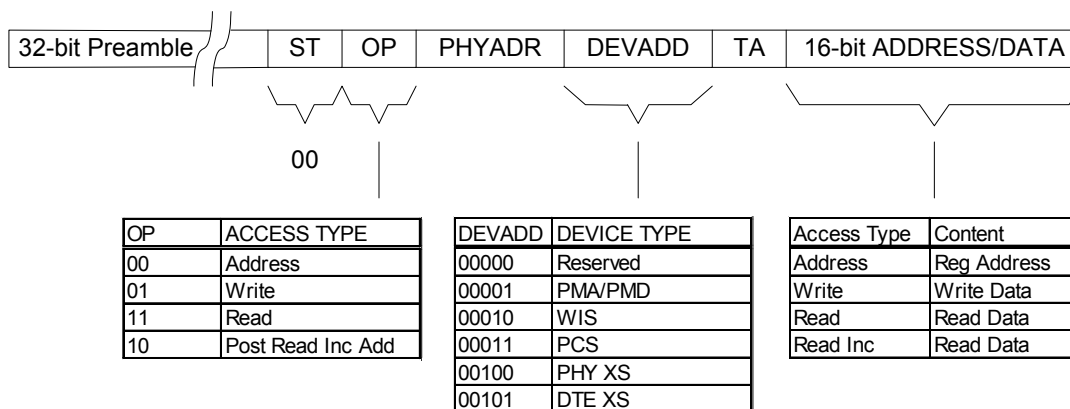 32-bit Preamble ST OP PHYADR DEVADD TA 16-bit ADDRESS/DATA
00
OP ACCESS TYPE
00 Address
01 Write
11 Read
10 Post Read Inc Add
DEVADD DEVICE TYPE
00000 Reserved
00001 PMA/PMD
00010 WIS
00011 PCS
00100 PHY XS
00101 DTE XS
Access Type Content
Address Reg Address
Write Write Data
Read Read Data
Read Inc Read Data